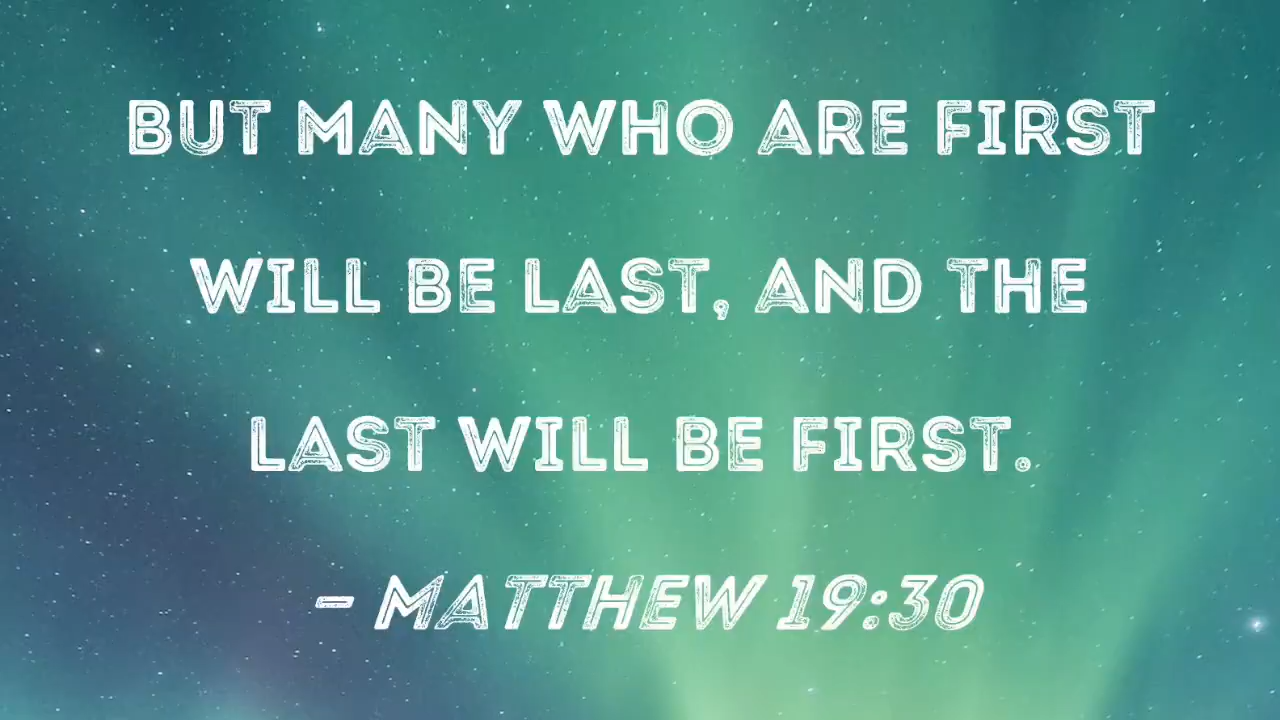 BUT MANY WHO ARE FIRST
WILL BE LAST, AND THE
LAST WILL BE FIRST.
- MATTHEW 19:30